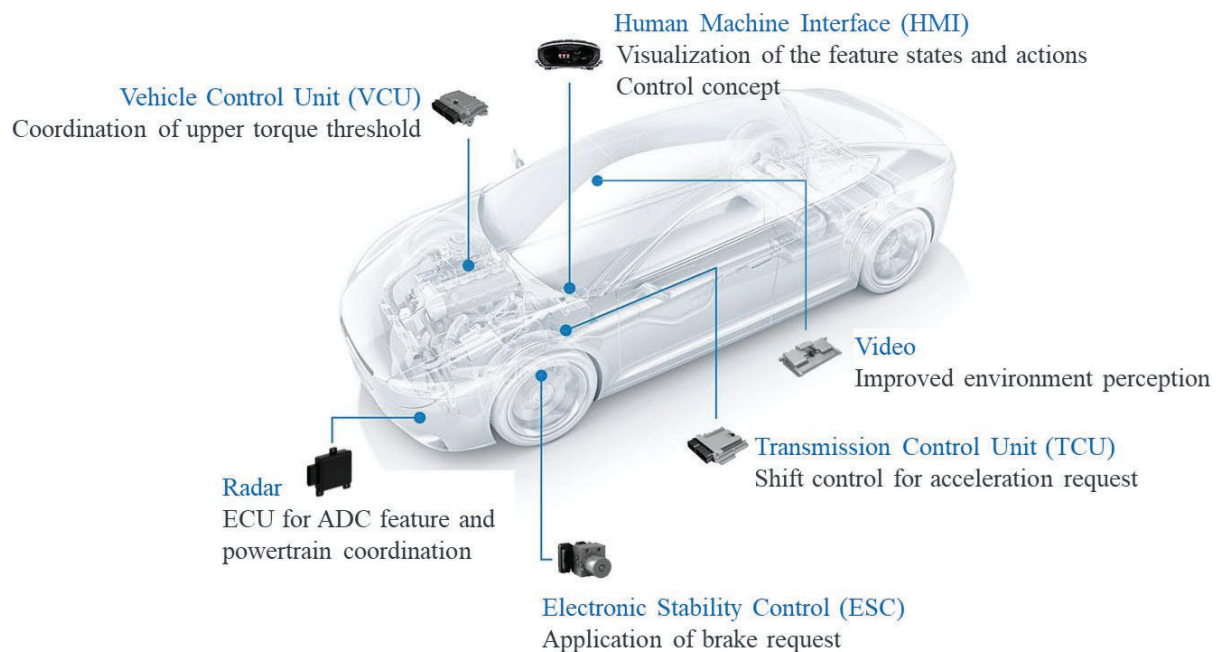 Human Machine Interface (HMI)
Visualization of the feature states and actions
Control concept
Vehicle Control Unit (VCU)
Coordination of upper torque threshold
Video
Improved environment perception
Transmission Control Unit (TCU)
Shift control for acceleration request
Radar
ECU for ADC feature and
powertrain coordination
Electronic Stability Control (ESC)
Application of brake request